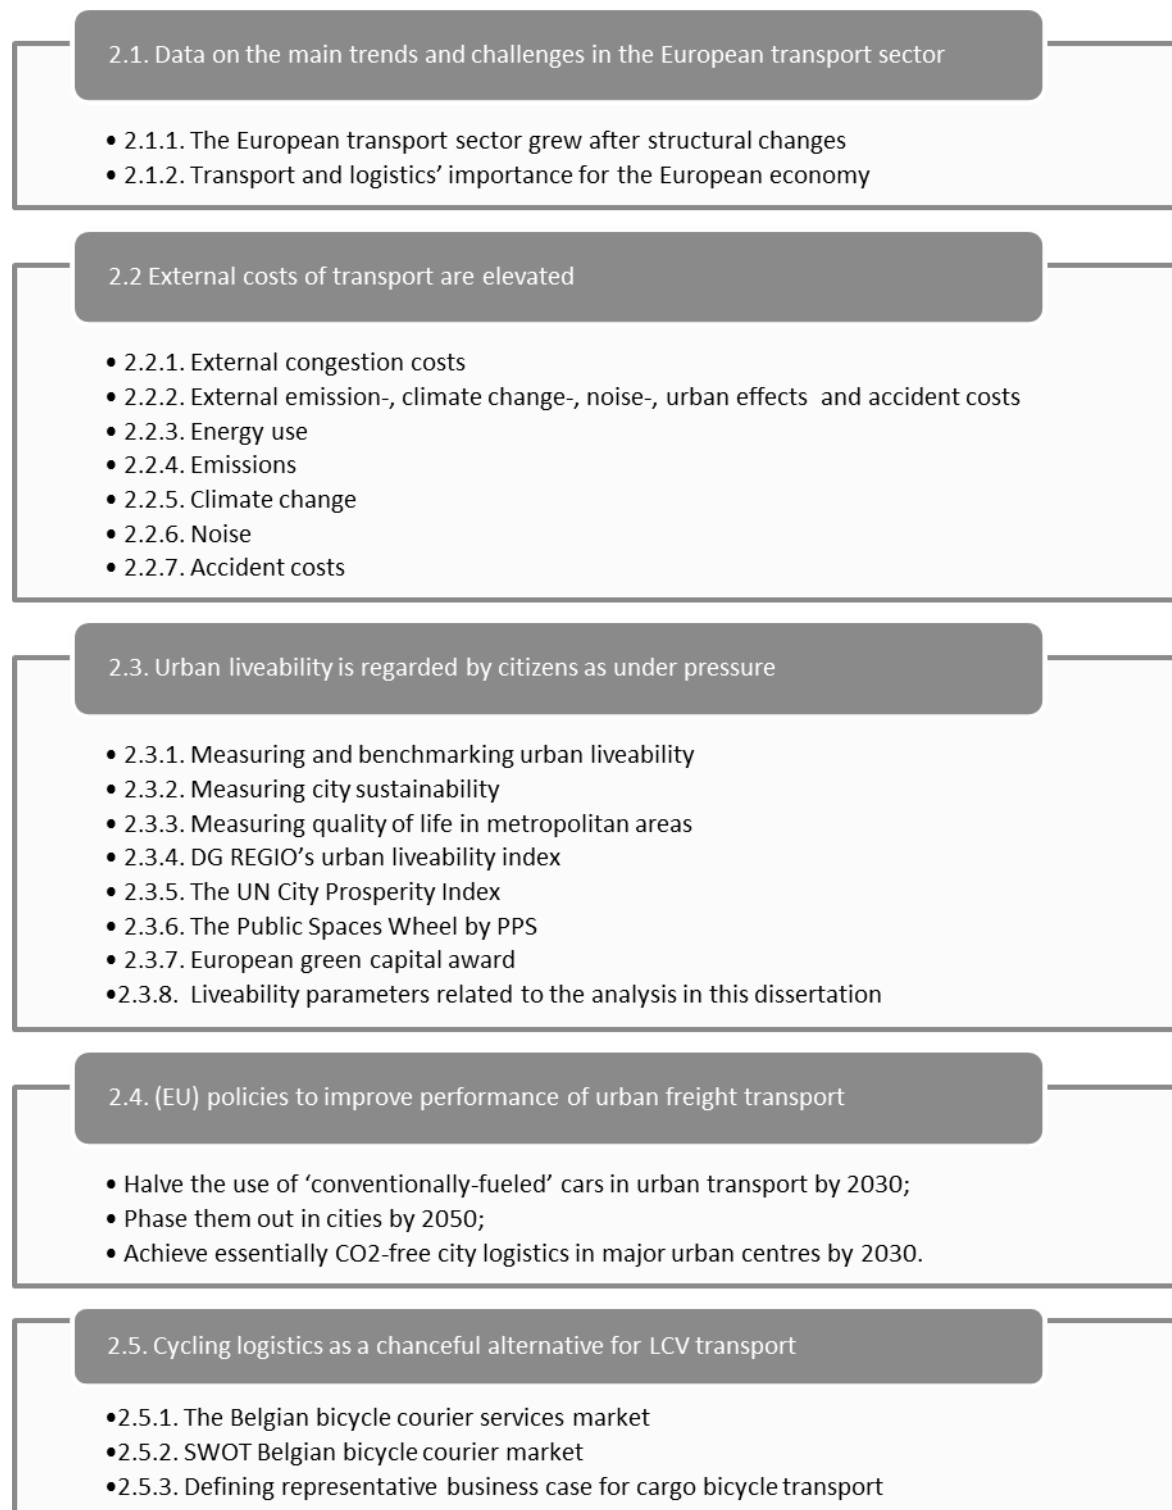 2.1. Data on the main trends and challenges in the European transport sector
• 2.1.1. The European transport sector grew after structural changes
• 2.1.2. Transport and logistics’ importance for the European economy
2.2 External costs of transport are elevated
• 2.2.1. External congestion costs
• 2.2.2. External emission-, climate change-, noise-, urban effects  and accident costs
• 2.2.3. Energy use
• 2.2.4. Emissions
• 2.2.5. Climate change
• 2.2.6. Noise
• 2.2.7. Accident costs
2.3. Urban liveability is regarded by citizens as under pressure
• 2.3.1. Measuring and benchmarking urban liveability
• 2.3.2. Measuring city sustainability
• 2.3.3. Measuring quality of life in metropolitan areas
• 2.3.4. DG REGIO’s urban liveability index
• 2.3.5. The UN City Prosperity Index
• 2.3.6. The Public Spaces Wheel by PPS
• 2.3.7. European green capital award
•2.3.8.  Liveability parameters related to the analysis in this dissertation
2.4. (EU) policies to improve performance of urban freight transport
• Halve the use of ‘conventionally-fueled’ cars in urban transport by 2030;
• Phase them out in cities by 2050;
• Achieve essentially CO2-free city logistics in major urban centres by 2030.
2.5. Cycling logistics as a chanceful alternative for LCV transport
•2.5.1. The Belgian bicycle courier services market
•2.5.2. SWOT Belgian bicycle courier market
•2.5.3. Defining representative business case for cargo bicycle transport